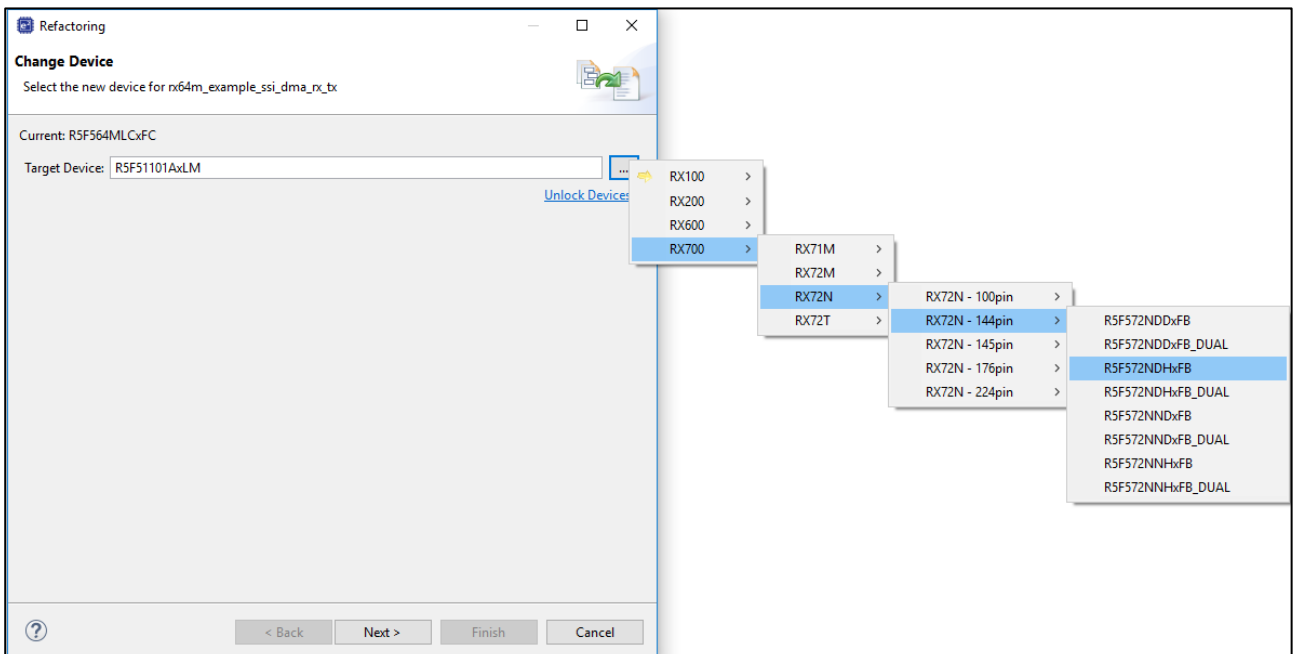 Refactoring
Change Device
Select the new device for rx64m_example_ssi_dma_rx_tx
Current: R5F564MLCxFC
Target Device: R5F51101AxLM ...
Unlock Devices
RX100 >
RX200 >
RX600 >
RX700 >
RX71M >
RX72M >
RX72N >
RX72T >
RX72N - 100pin >
RX72N - 144pin >
RX72N - 145pin >
RX72N - 176pin >
RX72N - 224pin >
R5F572NDDxFB
R5F572NDDxFB_DUAL
R5F572NDHxFB
R5F572NDHxFB_DUAL
R5F572NNDxFB
R5F572NNDxFB_DUAL
R5F572NNHxFB
R5F572NNHxFB_DUAL
? < Back Next > Finish Cancel